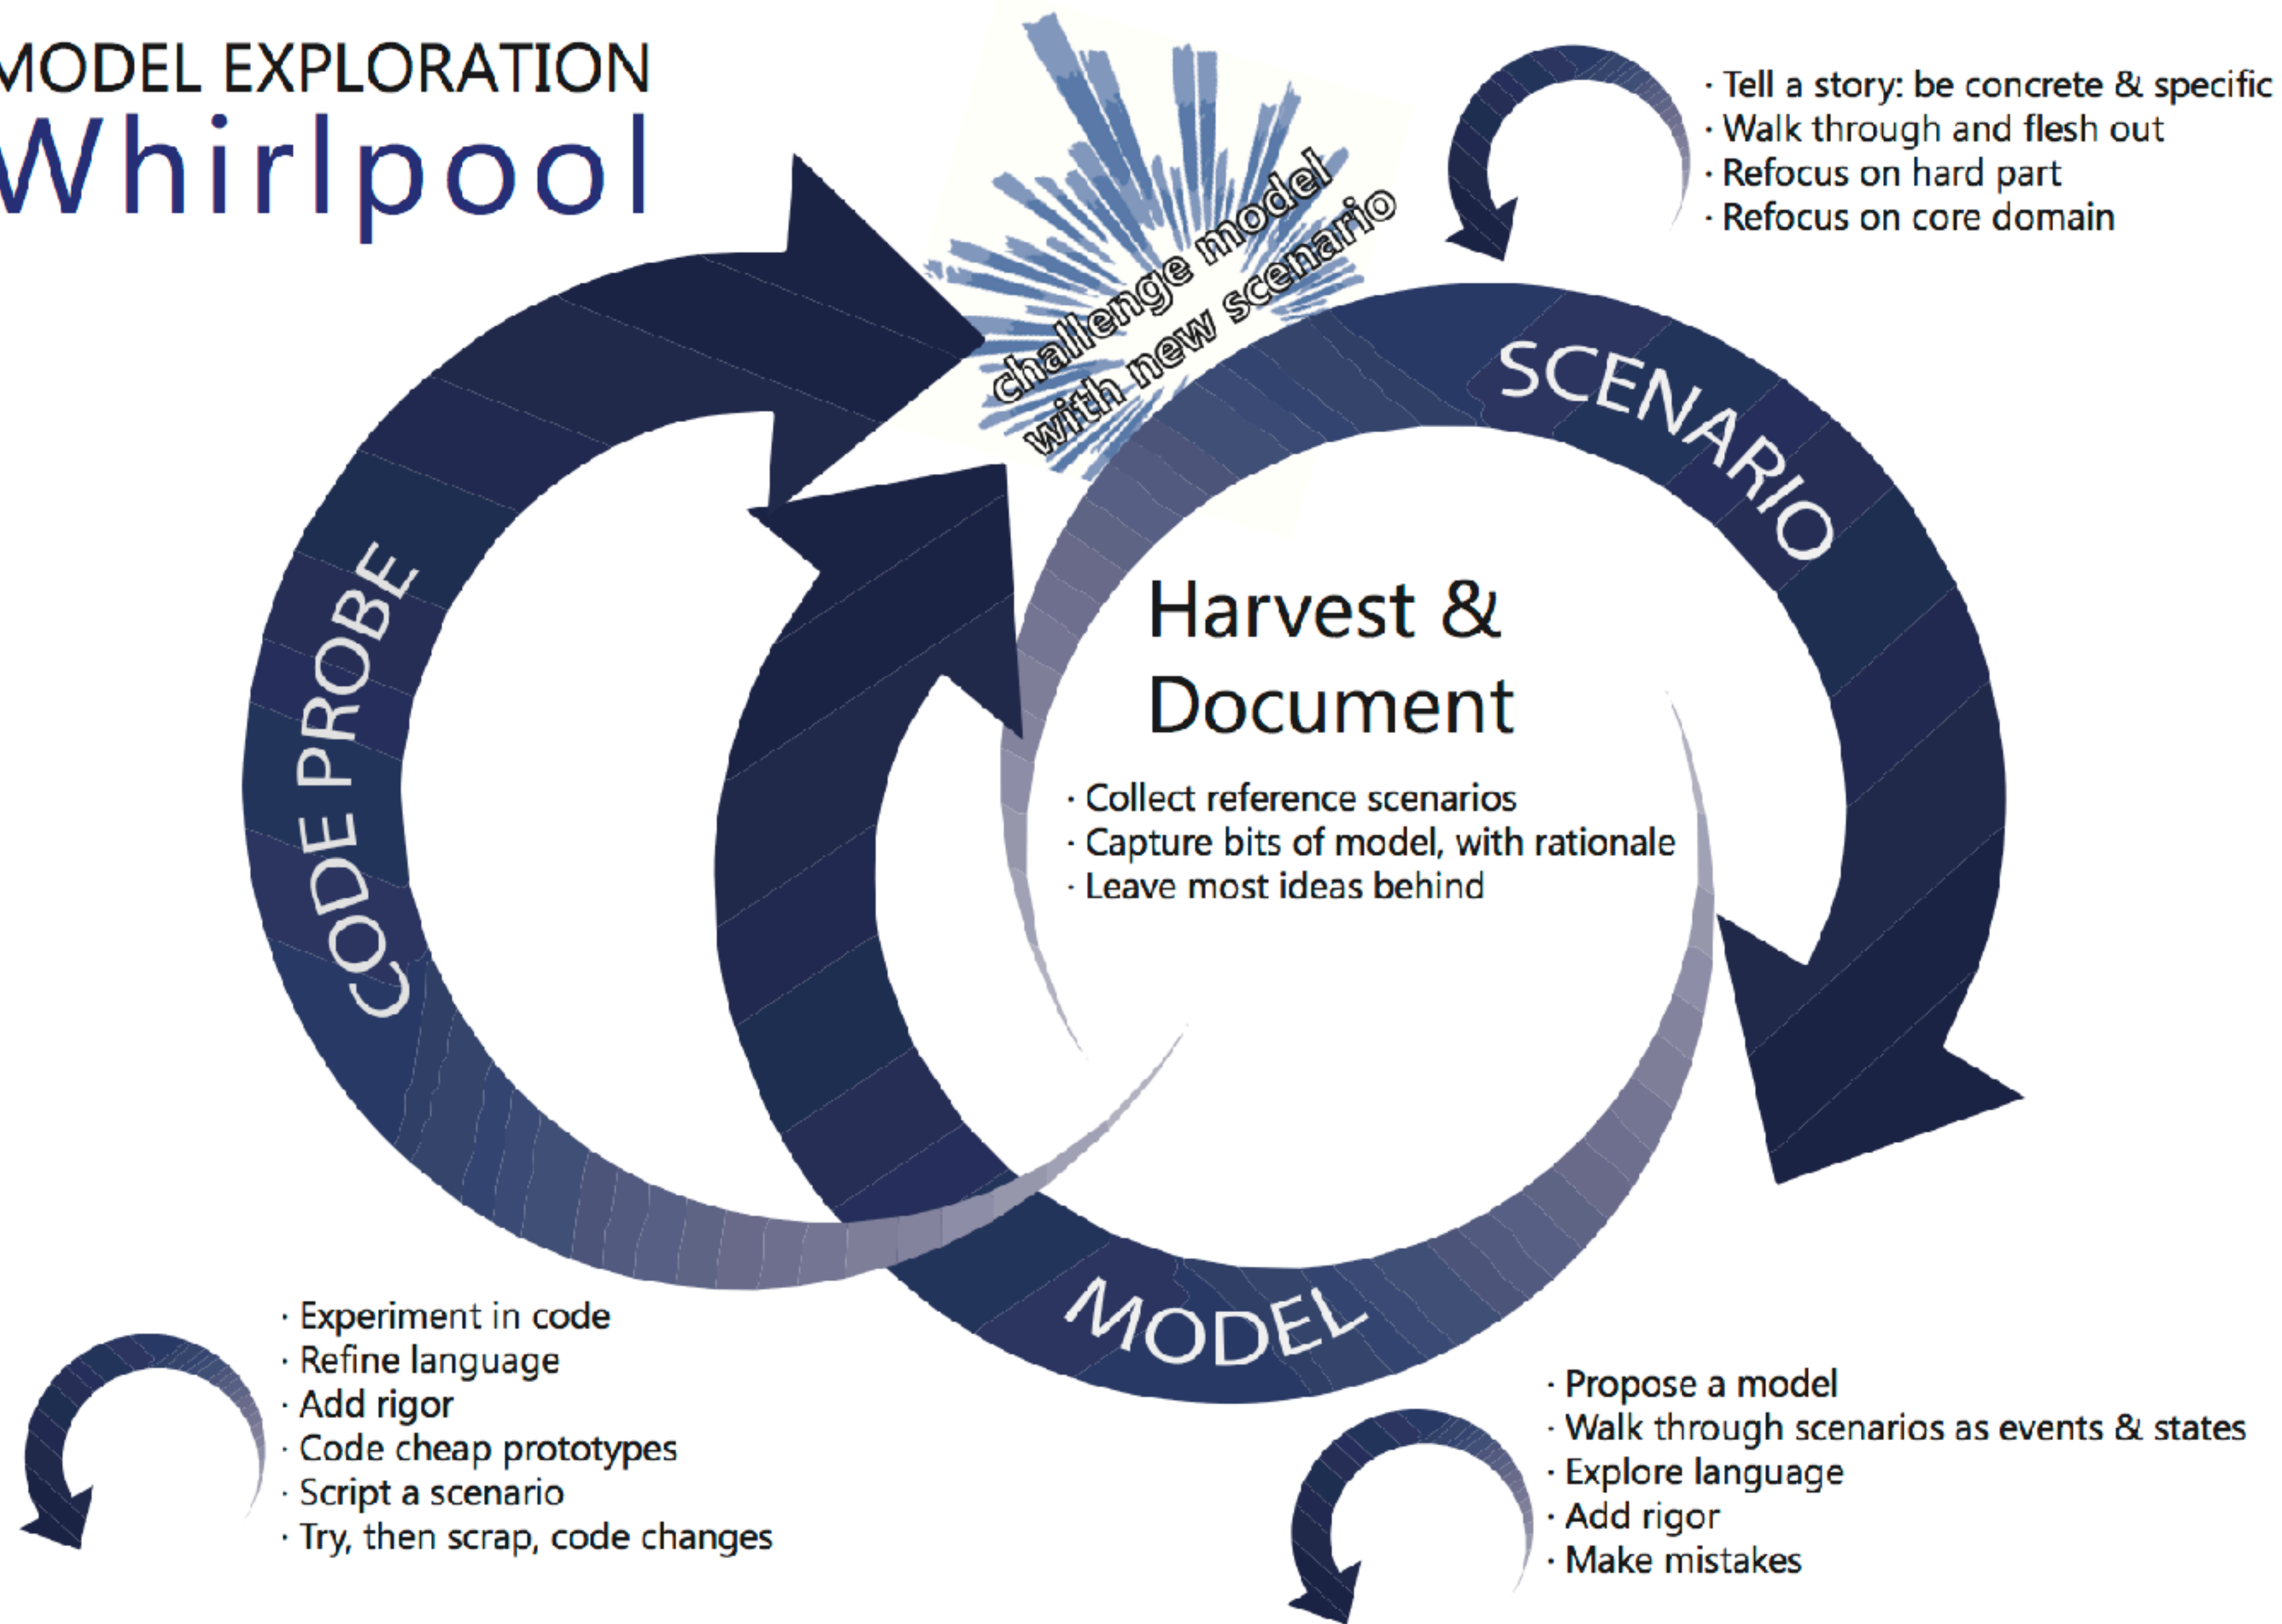 MODEL EXPLORATION
Whirlpool
challenge model
with new scenario
· Tell a story: be concrete & specific
· Walk through and flesh out
· Refocus on hard part
· Refocus on core domain
SCENARIO
CODE PROBE
Harvest &
Document
· Collect reference scenarios
· Capture bits of model, with rationale
· Leave most ideas behind
MODEL
· Experiment in code
· Refine language
· Add rigor
· Code cheap prototypes
· Script a scenario
· Try, then scrap, code changes
· Propose a model
· Walk through scenarios as events & states
· Explore language
· Add rigor
· Make mistakes